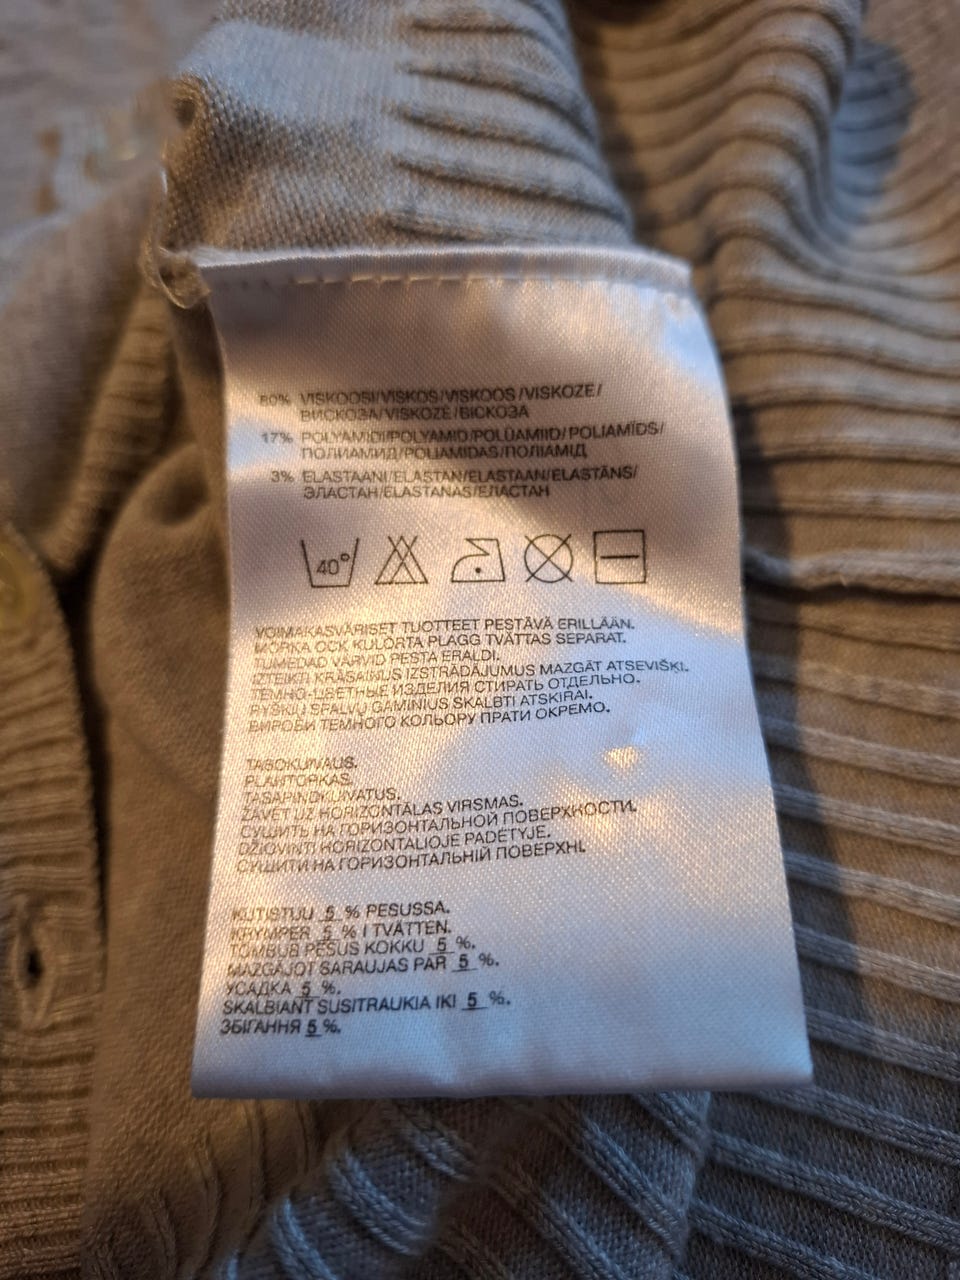 80% VISKOOSI/VISKOS/VISKOOS/VISKOZE/
ВИСКОЗА/VISKOZĖ/ВІСКОЗА
17% POLYAMIDI/POLYAMID/POLÜAMIID/POLIAMĪDS/
ПОЛИАМИД/POLIAMIDAS/ПОЛІАМІД
3% ELASTAANI/ELASTAN/ELASTAAN/ELASTĀNS/
ЭЛАСТАН/ELASTANAS/ЕЛАСТАН
40°
VOIMAKASVÄRISET TUOTTEET PESTÄVÄ ERILLÄÄN.
MÖRKA OCK KULÖRTA PLAGG TVÄTTAS SEPARAT.
TUMEDAD VÄRVID PESTA ERALDI.
IZTEIKTI KRĀSAINUS IZSTRĀDĀJUMUS MAZGĀT ATSEVIŠĶI.
ТЕМНО-ЦВЕТНЫЕ ИЗДЕЛИЯ СТИРАТЬ ОТДЕЛЬНО.
RYŠKIŲ SPALVŲ GAMINIUS SKALBTI ATSKIRAI.
ВИРОБИ ТЕМНОГО КОЛЬОРУ ПРАТИ ОКРЕМО.
TASOKUIVAUS.
PLANTORKAS.
TASAPINDKUIVATUS.
ŽĀVĒT UZ HORIZONTĀLAS VIRSMAS.
СУШИТЬ НА ГОРИЗОНТАЛЬНОЙ ПОВЕРХНОСТИ.
DŽIOVINTI HORIZONTALIOJE PADĖTYJE.
СУШИТИ НА ГОРИЗОНТАЛЬНІЙ ПОВЕРХНІ.
KUTISTUU 5 % PESUSSA.
KRYMPER 5 % I TVÄTTEN.
TÕMBUB PESUS KOKKU 5 %.
MAZGĀJOT SARAUJAS PAR 5 %.
УСАДКА 5 %.
SKALBIANT SUSITRAUKIA IKI 5 %.
ЗБІГАННЯ 5 %.